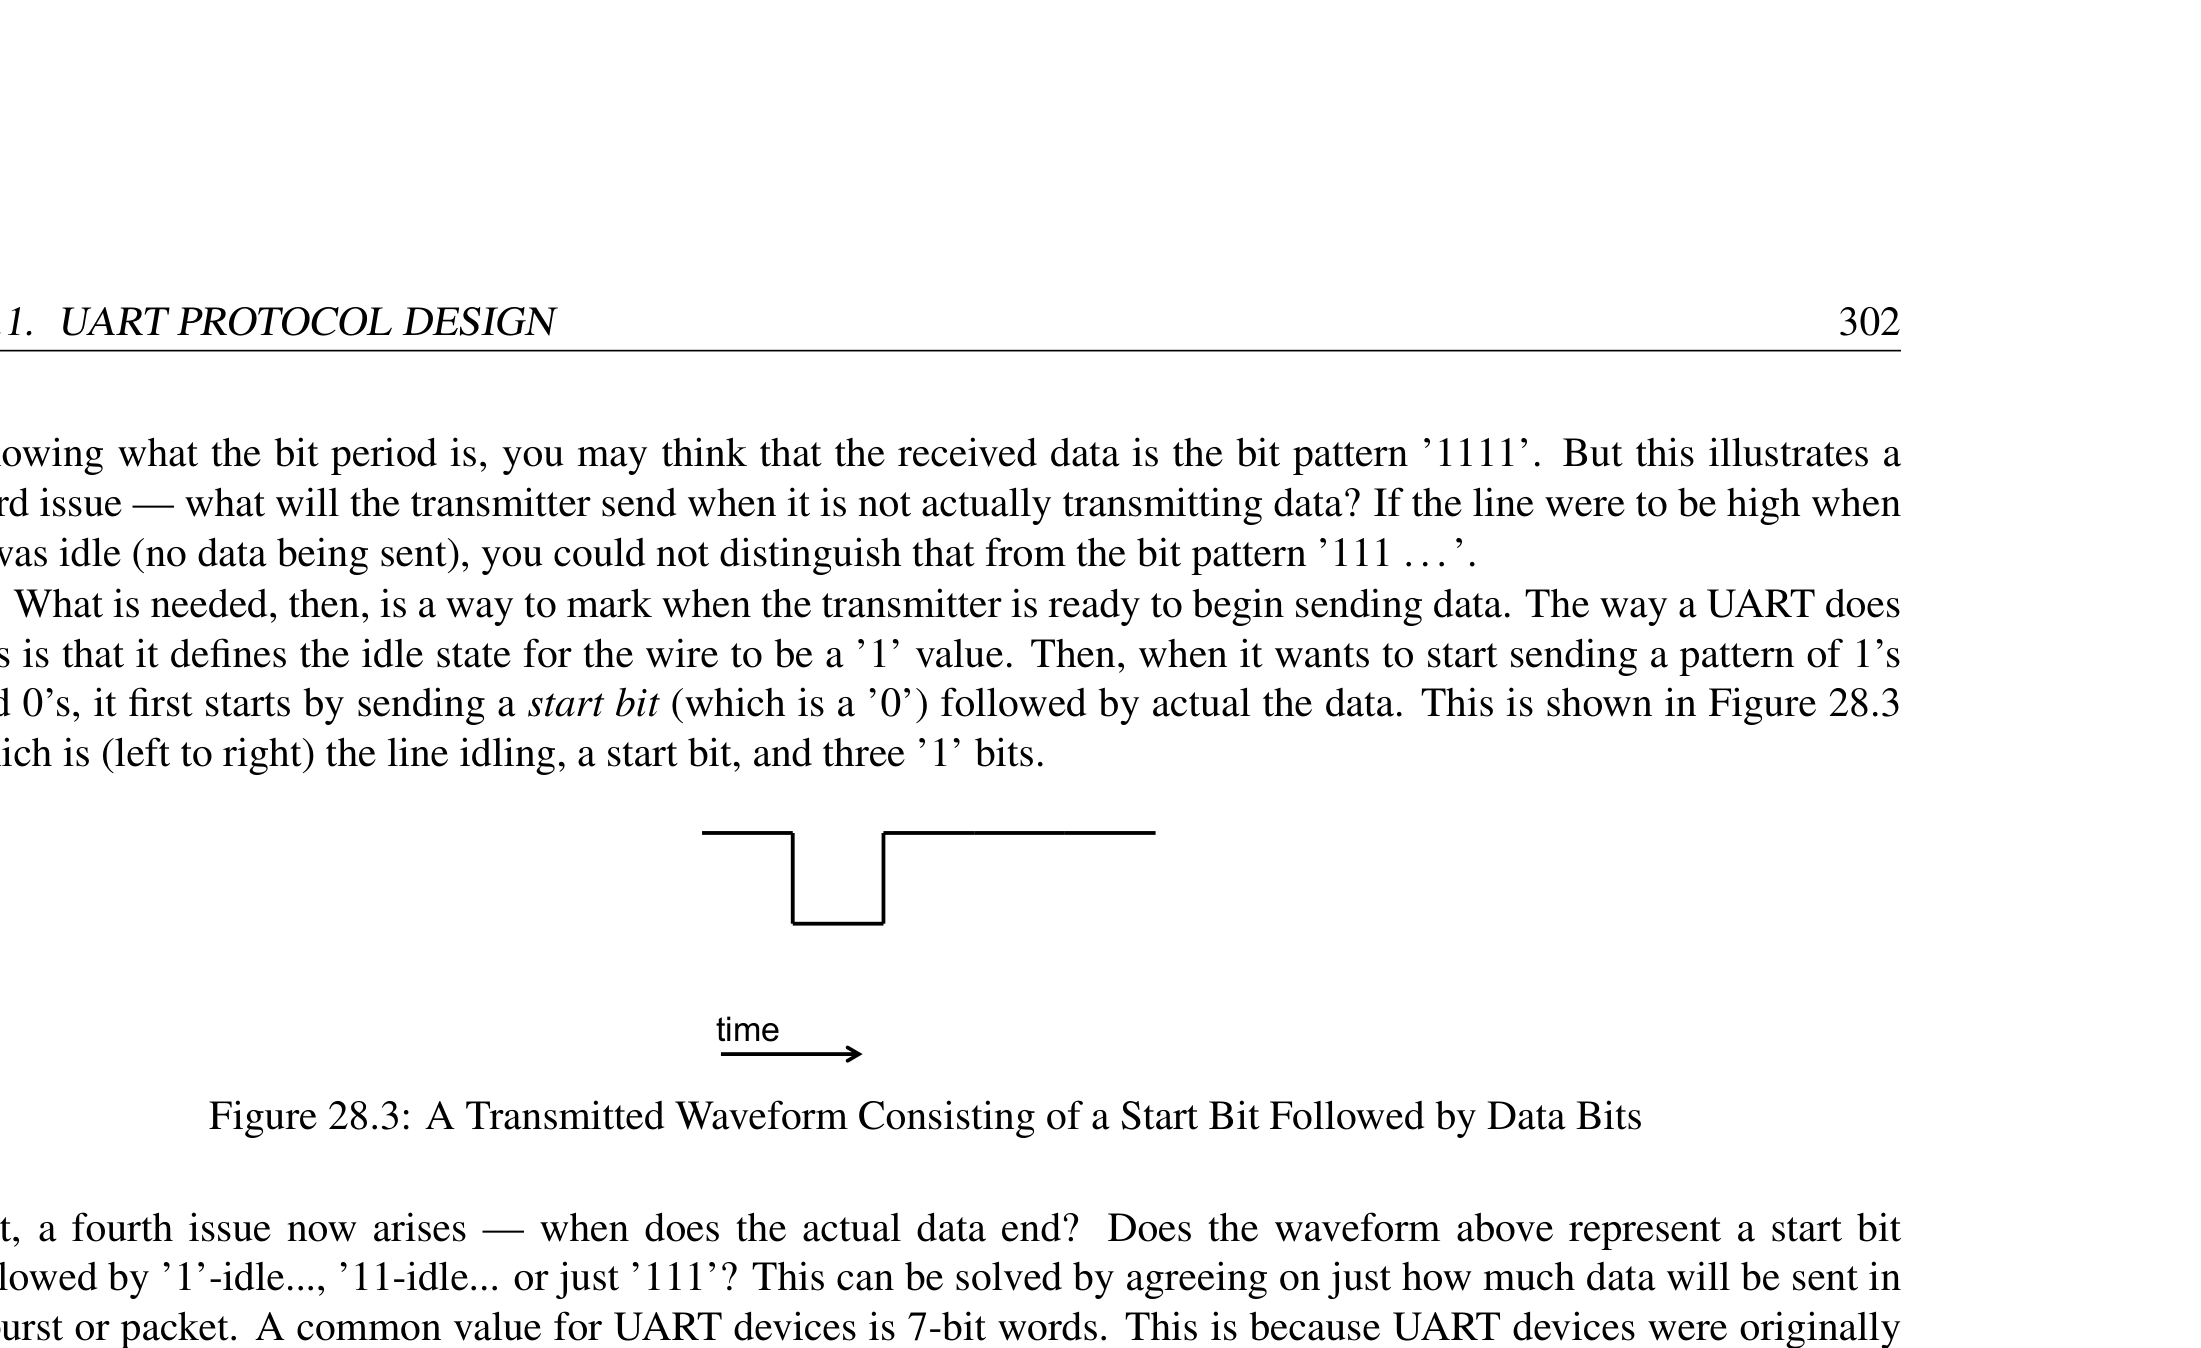 .1. UART PROTOCOL DESIGN 302
owing what the bit period is, you may think that the received data is the bit pattern ’1111’. But this illustrates a
rd issue — what will the transmitter send when it is not actually transmitting data? If the line were to be high when
was idle (no data being sent), you could not distinguish that from the bit pattern ’111 . . . ’.
What is needed, then, is a way to mark when the transmitter is ready to begin sending data. The way a UART does
s is that it defines the idle state for the wire to be a ’1’ value. Then, when it wants to start sending a pattern of 1’s
d 0’s, it first starts by sending a start bit (which is a ’0’) followed by actual the data. This is shown in Figure 28.3
ich is (left to right) the line idling, a start bit, and three ’1’ bits.
time
Figure 28.3: A Transmitted Waveform Consisting of a Start Bit Followed by Data Bits
t, a fourth issue now arises — when does the actual data end? Does the waveform above represent a start bit
lowed by ’1’-idle..., ’11-idle... or just ’111’? This can be solved by agreeing on just how much data will be sent in
urst or packet. A common value for UART devices is 7-bit words. This is because UART devices were originally